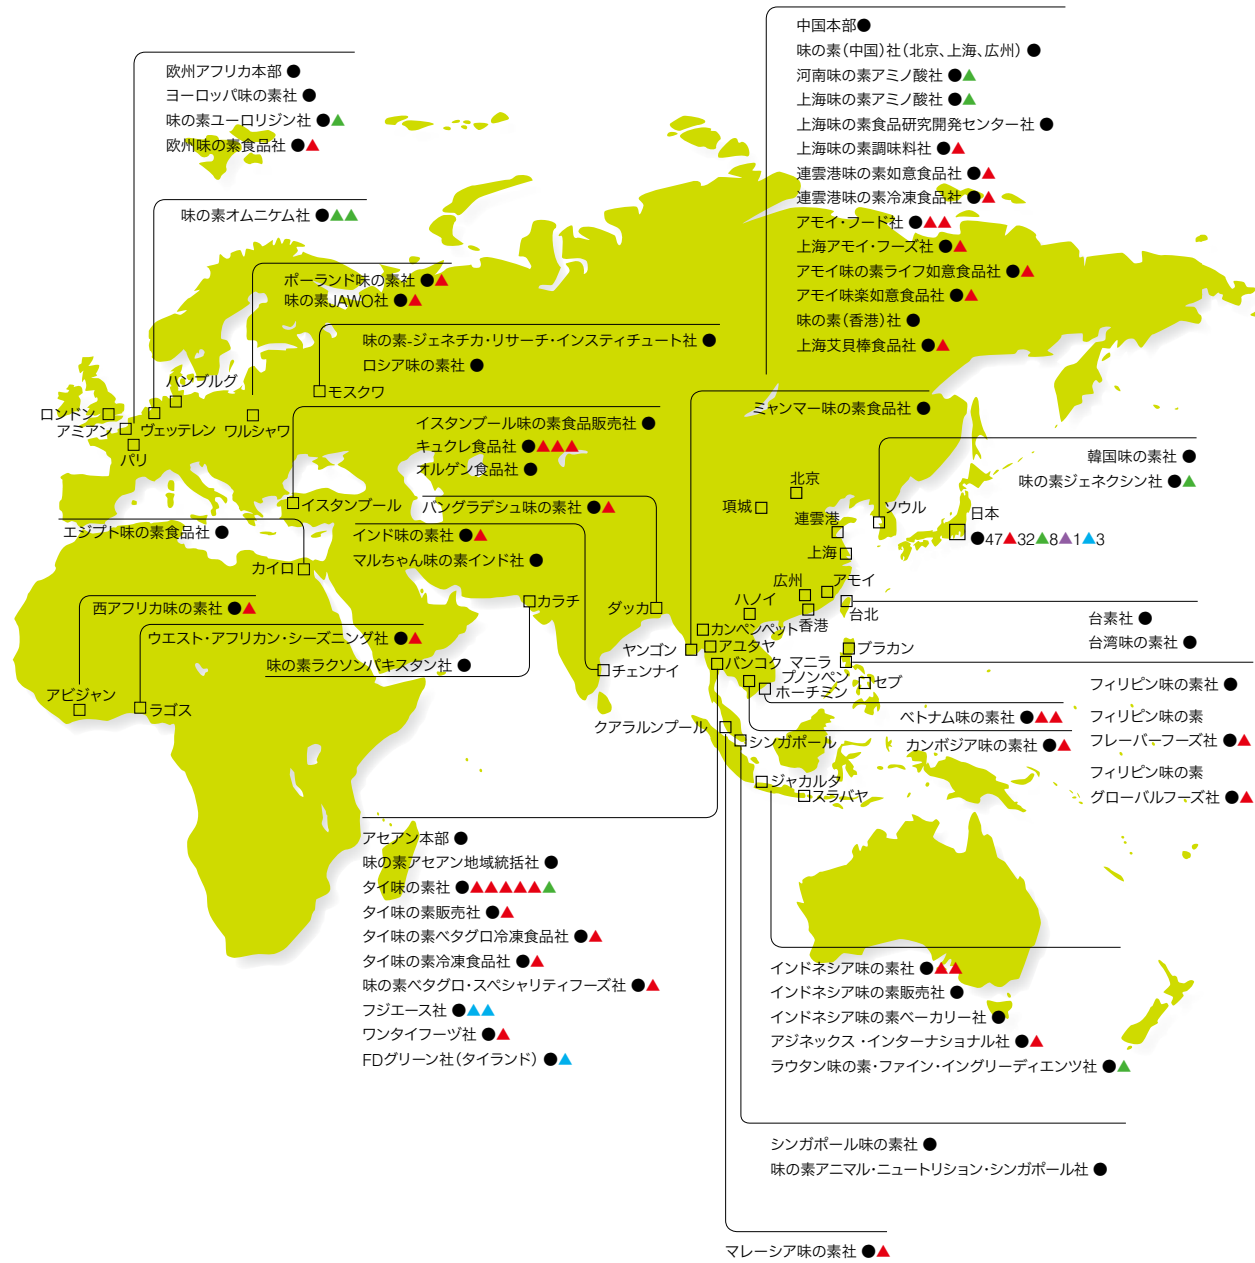 欧州アフリカ本部 ●
ヨーロッパ味の素社 ●
味の素ユーロリジン社 ●▲
欧州味の素食品社 ●▲
味の素オムニケム社 ●▲▲
ポーランド味の素社 ●▲
味の素JAWO社 ●▲
味の素-ジェネチカ・リサーチ・インスティチュート社 ●
ロシア味の素社 ●
中国本部●
味の素(中国)社(北京、上海、広州) ●
河南味の素アミノ酸社 ●▲
上海味の素アミノ酸社 ●▲
上海味の素食品研究開発センター社 ●
上海味の素調味料社 ●▲
連雲港味の素如意食品社 ●▲
連雲港味の素冷凍食品社 ●▲
アモイ・フード社 ●▲▲
上海アモイ・フーズ社 ●▲
アモイ味の素ライフ如意食品社 ●▲
アモイ味楽如意食品社 ●▲
味の素(香港)社 ●
上海艾貝棒食品社 ●▲
ハンブルグ
モスクワ
ロンドン
アミアン
ヴェッテレン
ワルシャワ
パリ
ミャンマー味の素食品社 ●
イスタンブール味の素食品販売社 ●
キュクレ食品社 ●▲▲▲
オルゲン食品社 ●
韓国味の素社 ●
味の素ジェネクシン社 ●▲
イスタンブール
バングラデシュ味の素社 ●▲
北京
項城
連雲港
ソウル
日本
●47▲32▲8▲1▲3
上海
エジプト味の素食品社 ●
インド味の素社 ●▲
マルちゃん味の素インド社 ●
カイロ
広州
アモイ
西アフリカ味の素社 ●▲
カラチ
ダッカ
ハノイ
香港
台北
台素社 ●
台湾味の素社 ●
ウエスト・アフリカン・シーズニング社 ●▲
カンペンペット
味の素ラクソンパキスタン社 ●
ヤンゴン
アユタヤ
ブラカン
チェンナイ
バンコク
マニラ
プノンペン
セブ
ホーチミン
フィリピン味の素社 ●
アビジャン
ラゴス
ベトナム味の素社 ●▲▲
フィリピン味の素
フレーバーフーズ社 ●▲
クアラルンプール
シンガポール
カンボジア味の素社 ●▲
フィリピン味の素
グローバルフーズ社 ●▲
ジャカルタ
スラバヤ
アセアン本部 ●
味の素アセアン地域統括社 ●
タイ味の素社 ●▲▲▲▲▲▲
タイ味の素販売社 ●▲
タイ味の素ベタグロ冷凍食品社 ●▲
タイ味の素冷凍食品社 ●▲
味の素ベタグロ・スペシャリティフーズ社 ●▲
フジエース社 ●▲▲
ワンタイフーヅ社 ●▲
FDグリーン社(タイランド) ●▲
インドネシア味の素社 ●▲▲
インドネシア味の素販売社 ●
インドネシア味の素ベーカリー社 ●
アジネックス・インターナショナル社 ●▲
ラウタン味の素・ファイン・イングリーディエンツ社 ●▲
シンガポール味の素社 ●
味の素アニマル・ニュートリション・シンガポール社 ●
マレーシア味の素社 ●▲